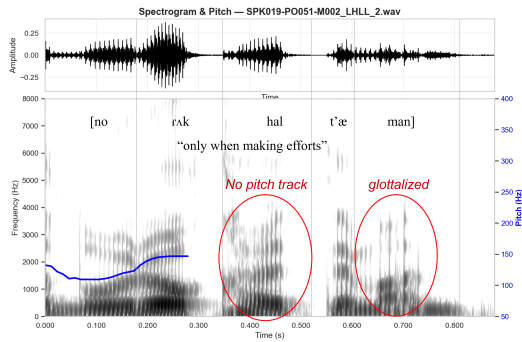 Spectrogram & Pitch — SPK019-PO051-M002_LHLL_2.wav
Amplitude
0.25
0.00
−0.25
Time
8000
7000
6000
5000
4000
3000
2000
1000
0
Frequency (Hz)
[no ɾʌk hal t’æ man]
“only when making efforts”
No pitch track
glottalized
400
350
300
250
200
150
100
50
Pitch (Hz)
0.000 0.100 0.200 0.300 0.400 0.500 0.600 0.700 0.800
Time (s)